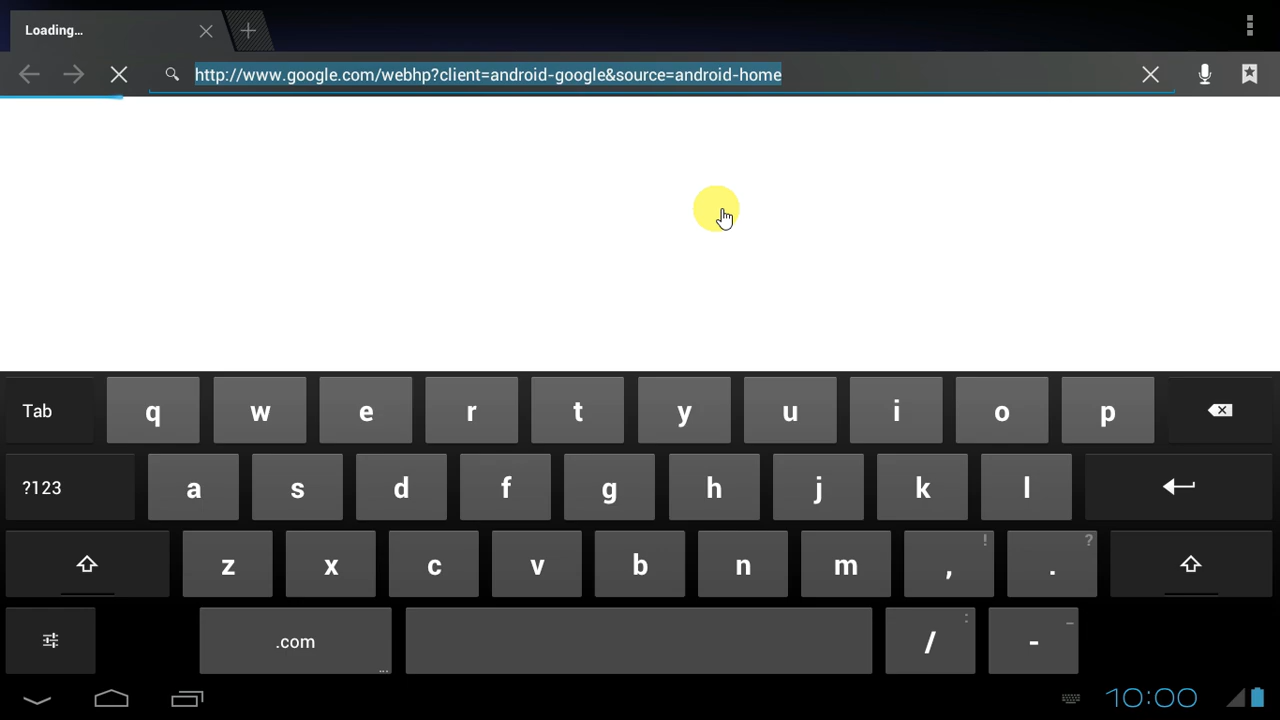 Loading...
http://www.google.com/webhp?client=android-google&source=android-home
Tab q w e r t y u i o p
?123 a s d f g h j k l
z x c v b n m , ! . ?
.com ... / : - _
10:00